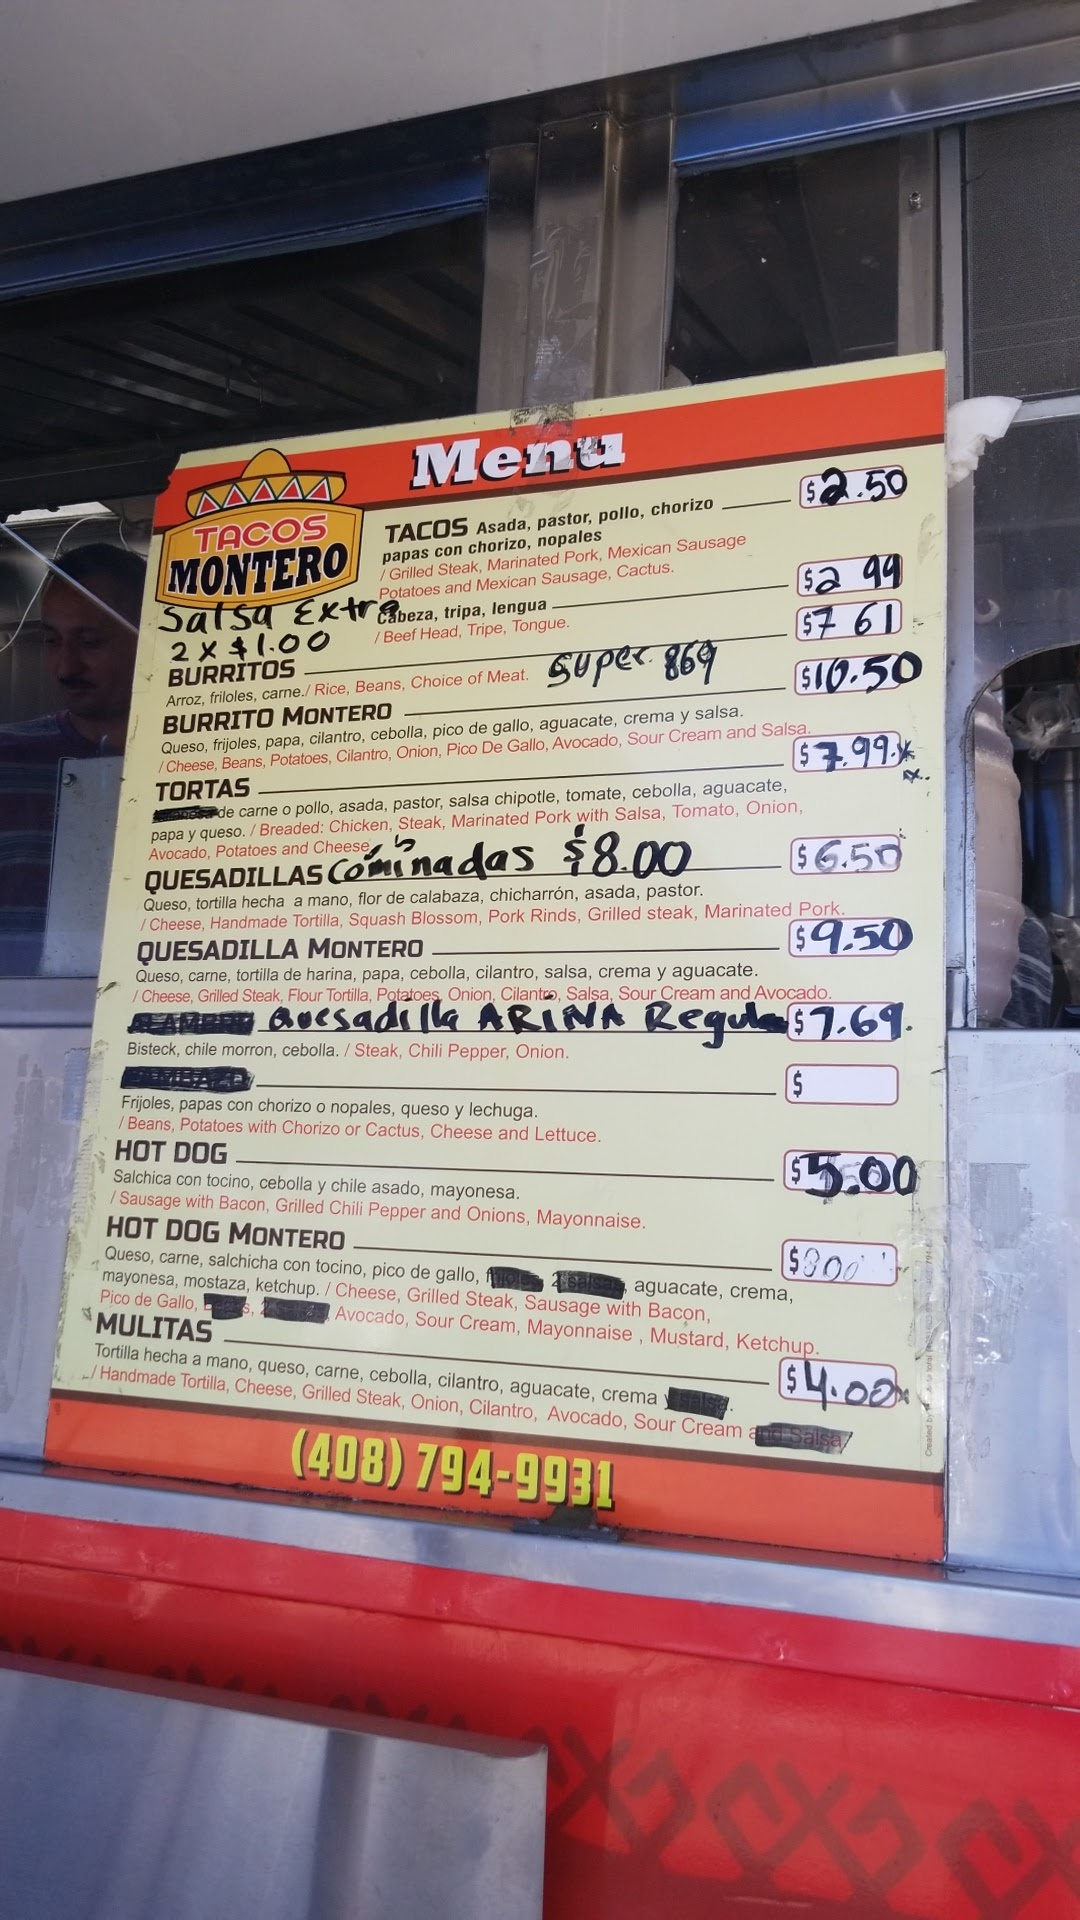 Menu
TACOS
MONTERO
TACOS Asada, pastor, pollo, chorizo $2.50
papas con chorizo, nopales
/ Grilled Steak, Marinated Pork, Mexican Sausage
Potatoes and Mexican Sausage, Cactus.
Cabeza, tripa, lengua $2 99
/ Beef Head, Tripe, Tongue.
Salsa Extra
2 X $1.00
BURRITOS $7 61
Arroz, friloles, carne./ Rice, Beans, Choice of Meat. Super 869
BURRITO MONTERO $10.50
Queso, frijoles, papa, cilantro, cebolla, pico de gallo, aguacate, crema y salsa.
/ Cheese, Beans, Potatoes, Cilantro, Onion, Pico De Gallo, Avocado, Sour Cream and Salsa.
TORTAS $7.99
de carne o pollo, asada, pastor, salsa chipotle, tomate, cebolla, aguacate,
papa y queso. / Breaded: Chicken, Steak, Marinated Pork with Salsa, Tomato, Onion,
Avocado, Potatoes and Cheese
QUESADILLAS Cominadas $8.00 $6.50
b
Queso, tortilla hecha a mano, flor de calabaza, chicharrón, asada, pastor.
/ Cheese, Handmade Tortilla, Squash Blossom, Pork Rinds, Grilled steak, Marinated Pork.
QUESADILLA MONTERO $9.50
Queso, carne, tortilla de harina, papa, cebolla, cilantro, salsa, crema y aguacate.
/ Cheese, Grilled Steak, Flour Tortilla, Potatoes, Onion, Cilantro, Salsa, Sour Cream and Avocado.
Quesadilla ARINA Regular $7.69.
Bisteck, chile morron, cebolla. / Steak, Chili Pepper, Onion.
$
Frijoles, papas con chorizo o nopales, queso y lechuga.
/ Beans, Potatoes with Chorizo or Cactus, Cheese and Lettuce.
HOT DOG $5.00
Salchica con tocino, cebolla y chile asado, mayonesa.
/ Sausage with Bacon, Grilled Chili Pepper and Onions, Mayonnaise.
HOT DOG MONTERO $800
Queso, carne, salchicha con tocino, pico de gallo, aguacate, crema,
mayonesa, mostaza, ketchup. / Cheese, Grilled Steak, Sausage with Bacon,
Pico de Gallo, Avocado, Sour Cream, Mayonnaise , Mustard, Ketchup.
MULITAS $4.00
Tortilla hecha a mano, queso, carne, cebolla, cilantro, aguacate, crema y salsa.
/ Handmade Tortilla, Cheese, Grilled Steak, Onion, Cilantro, Avocado, Sour Cream and Salsa
(408) 794-9931